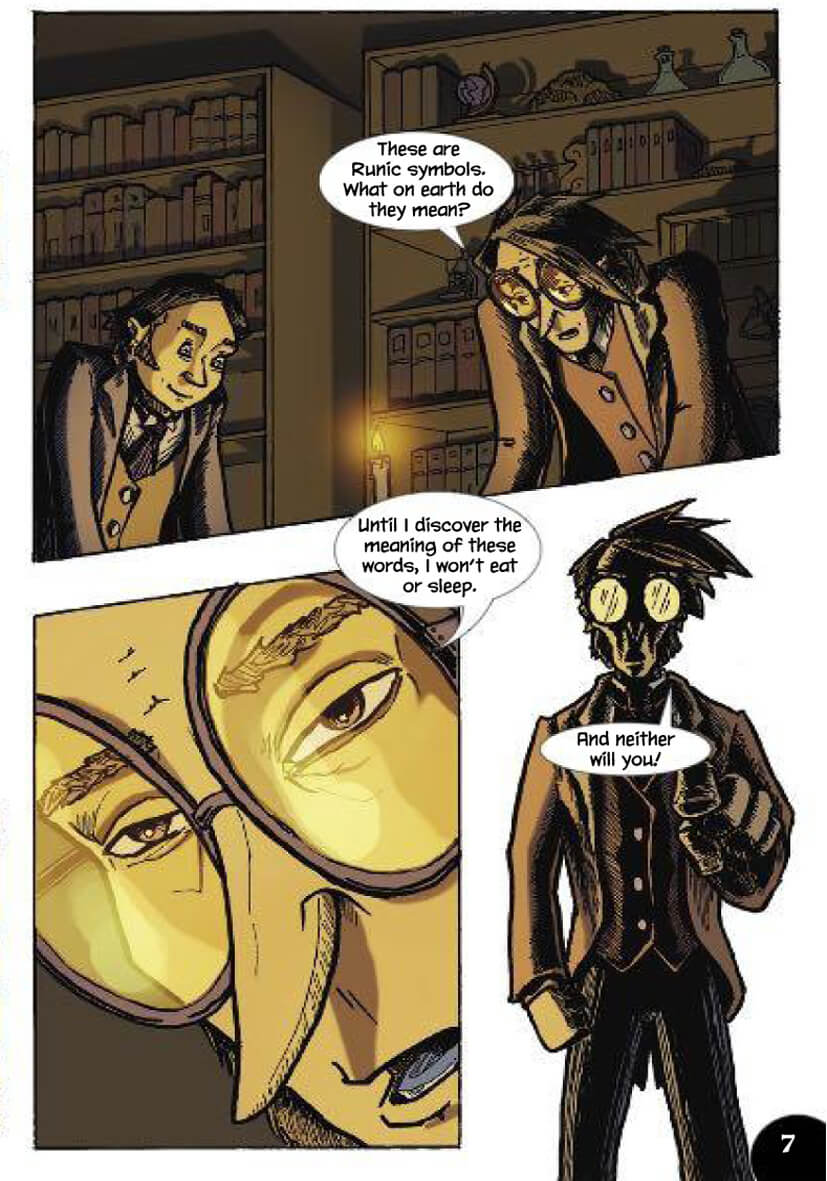 These are
Runic symbols.
What on earth do
they mean?
Until I discover the
meaning of these
words, I won't eat
or sleep.
And neither
will you!
7